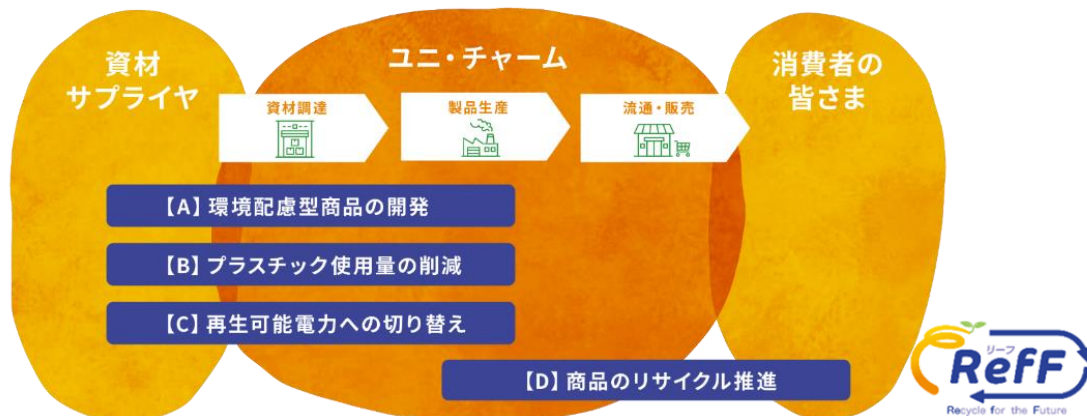 資材
サプライヤ
ユニ・チャーム
消費者の
皆さま
資材調達
製品生産
流通・販売
【A】環境配慮型商品の開発
【B】プラスチック使用量の削減
【C】再生可能電力への切り替え
【D】商品のリサイクル推進
リーフ
ReFF
Recycle for the Future